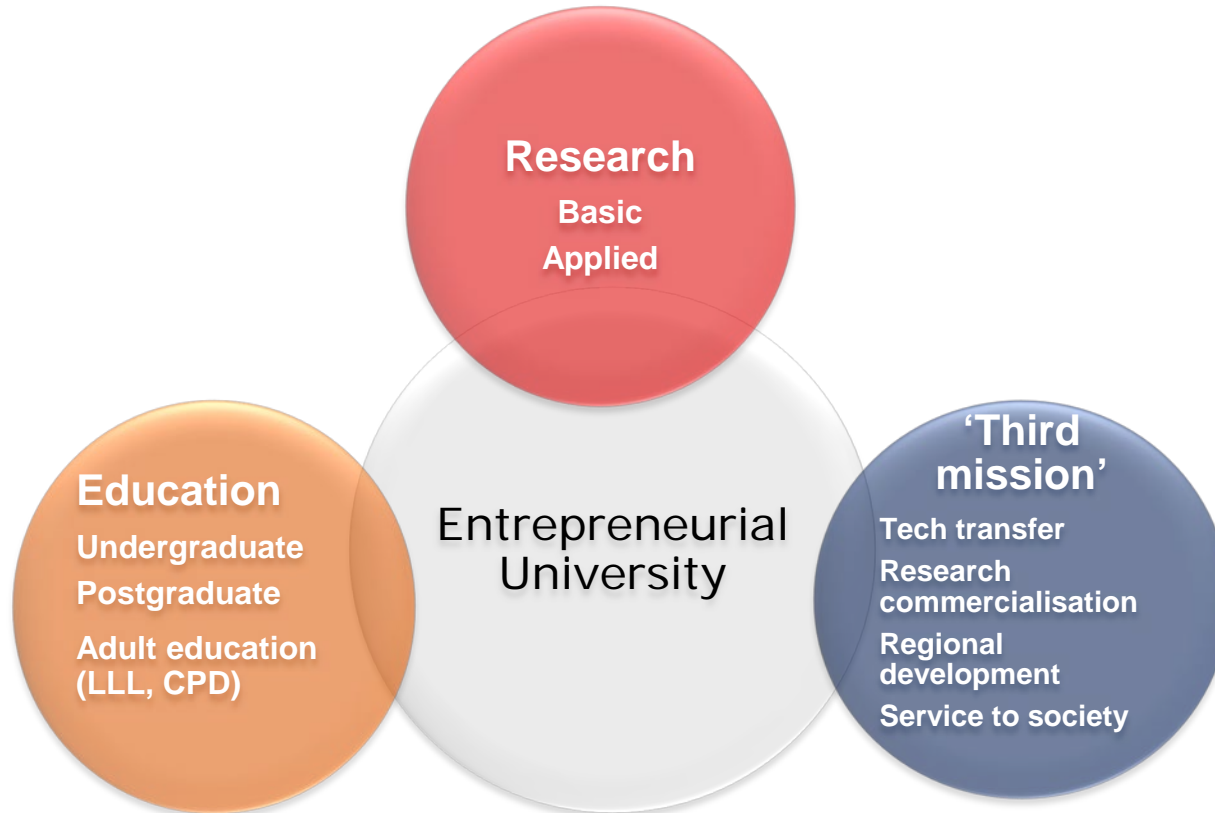 Research
Basic
Applied
Education
Undergraduate
Postgraduate
Adult education
(LLL, CPD)
Entrepreneurial
University
‘Third
mission’
Tech transfer
Research
commercialisation
Regional
development
Service to society